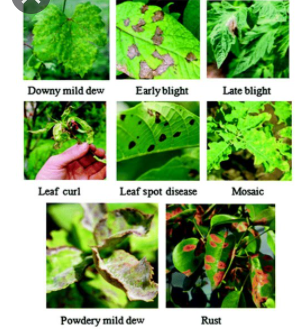 Downy mild dew
Early blight
Late blight
Leaf curl
Leaf spot disease
Mosaic
Powdery mild dew
Rust